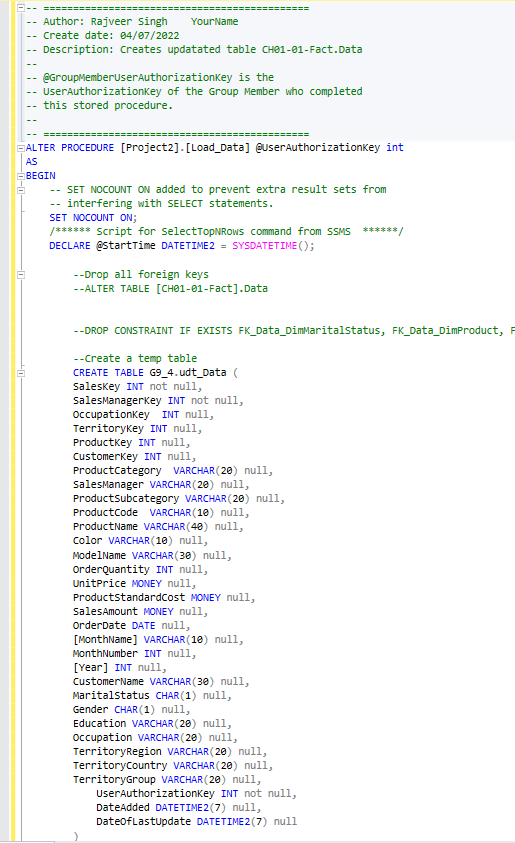 -- =============================================
-- Author: Rajveer Singh    YourName
-- Create date: 04/07/2022
-- Description: Creates updatated table CH01-01-Fact.Data
--
-- @GroupMemberUserAuthorizationKey is the
-- UserAuthorizationKey of the Group Member who completed
-- this stored procedure.
--
-- =============================================
ALTER PROCEDURE [Project2].[Load_Data] @UserAuthorizationKey int
AS
BEGIN
-- SET NOCOUNT ON added to prevent extra result sets from
-- interfering with SELECT statements.
SET NOCOUNT ON;
/****** Script for SelectTopNRows command from SSMS  ******/
DECLARE @StartTime DATETIME2 = SYSDATETIME();
--Drop all foreign keys
--ALTER TABLE [CH01-01-Fact].Data
--DROP CONSTRAINT IF EXISTS FK_Data_DimMaritalStatus, FK_Data_DimProduct, F
--Create a temp table
CREATE TABLE G9_4.udt_Data (
SalesKey INT not null,
SalesManagerKey INT not null,
OccupationKey  INT null,
TerritoryKey INT null,
ProductKey INT null,
CustomerKey INT null,
ProductCategory  VARCHAR(20) null,
SalesManager VARCHAR(20) null,
ProductSubcategory VARCHAR(20) null,
ProductCode  VARCHAR(10) null,
ProductName VARCHAR(40) null,
Color VARCHAR(10) null,
ModelName VARCHAR(30) null,
OrderQuantity INT null,
UnitPrice MONEY null,
ProductStandardCost MONEY null,
SalesAmount MONEY null,
OrderDate DATE null,
[MonthName] VARCHAR(10) null,
MonthNumber INT null,
[Year] INT null,
CustomerName VARCHAR(30) null,
MaritalStatus CHAR(1) null,
Gender CHAR(1) null,
Education VARCHAR(20) null,
Occupation VARCHAR(20) null,
TerritoryRegion VARCHAR(20) null,
TerritoryCountry VARCHAR(20) null,
TerritoryGroup VARCHAR(20) null,
UserAuthorizationKey INT not null,
DateAdded DATETIME2(7) null,
DateOfLastUpdate DATETIME2(7) null
)